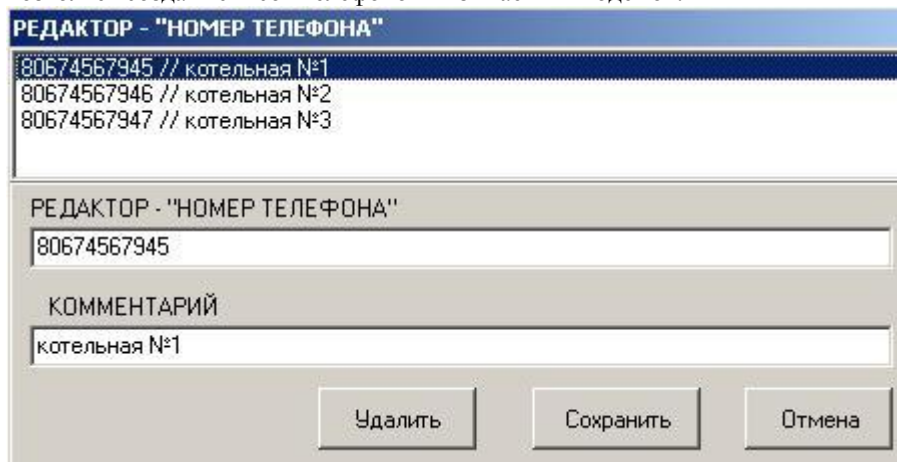 РЕДАКТОР - "НОМЕР ТЕЛЕФОНА"
80674567945 // котельная №1
80674567946 // котельная №2
80674567947 // котельная №3
РЕДАКТОР - "НОМЕР ТЕЛЕФОНА"
80674567945
КОММЕНТАРИЙ
котельная №1
Удалить Сохранить Отмена